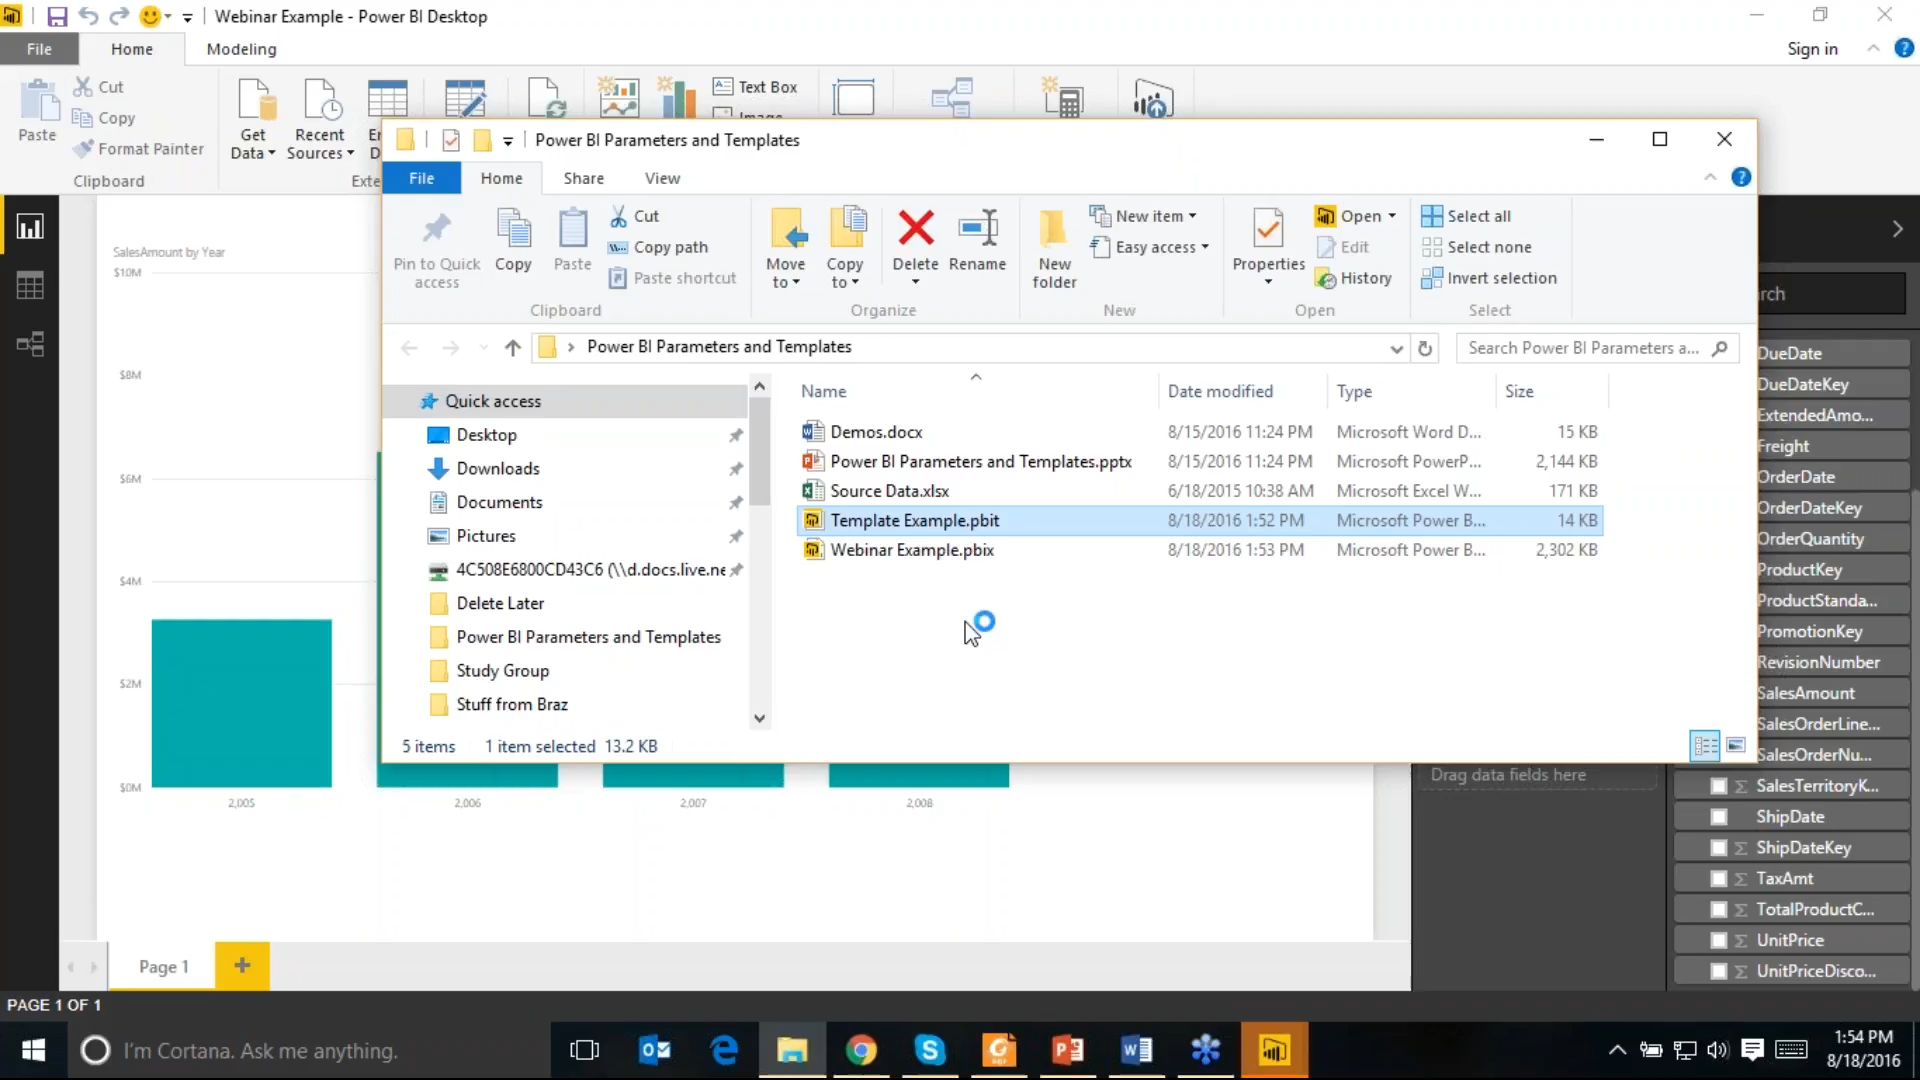 Webinar Example - Power BI Desktop
File
Home
Modeling
Sign in
Paste
Cut
Copy
Format Painter
Clipboard
Get Data
Recent Sources
Text Box
Power BI Parameters and Templates
File
Home
Share
View
Pin to Quick access
Copy
Paste
Cut
Copy path
Paste shortcut
Clipboard
Move to
Copy to
Delete
Rename
Organize
New folder
New item
Easy access
New
Properties
Open
Edit
History
Open
Select all
Select none
Invert selection
Select
Power BI Parameters and Templates
Search Power BI Parameters a...
Quick access
Desktop
Downloads
Documents
Pictures
4C508E6800CD43C6 (\\d.docs.live.ne
Delete Later
Power BI Parameters and Templates
Study Group
Stuff from Braz
Name
Date modified
Type
Size
Demos.docx 8/15/2016 11:24 PM Microsoft Word D... 15 KB
Power BI Parameters and Templates.pptx 8/15/2016 11:24 PM Microsoft PowerP... 2,144 KB
Source Data.xlsx 6/18/2015 10:38 AM Microsoft Excel W... 171 KB
Template Example.pbit 8/18/2016 1:52 PM Microsoft Power B... 14 KB
Webinar Example.pbix 8/18/2016 1:53 PM Microsoft Power B... 2,302 KB
5 items 1 item selected 13.2 KB
SalesAmount by Year
$10M
$8M
$6M
$4M
$2M
$0M
2,005
2,006
2,007
2,008
Drag data fields here
DueDate
DueDateKey
ExtendedAmo...
Freight
OrderDate
OrderDateKey
OrderQuantity
ProductKey
ProductStanda...
PromotionKey
RevisionNumber
SalesAmount
SalesOrderLine...
SalesOrderNu...
SalesTerritoryK...
ShipDate
ShipDateKey
TaxAmt
TotalProductC...
UnitPrice
UnitPriceDisco...
Page 1
PAGE 1 OF 1
I'm Cortana. Ask me anything.
1:54 PM
8/18/2016